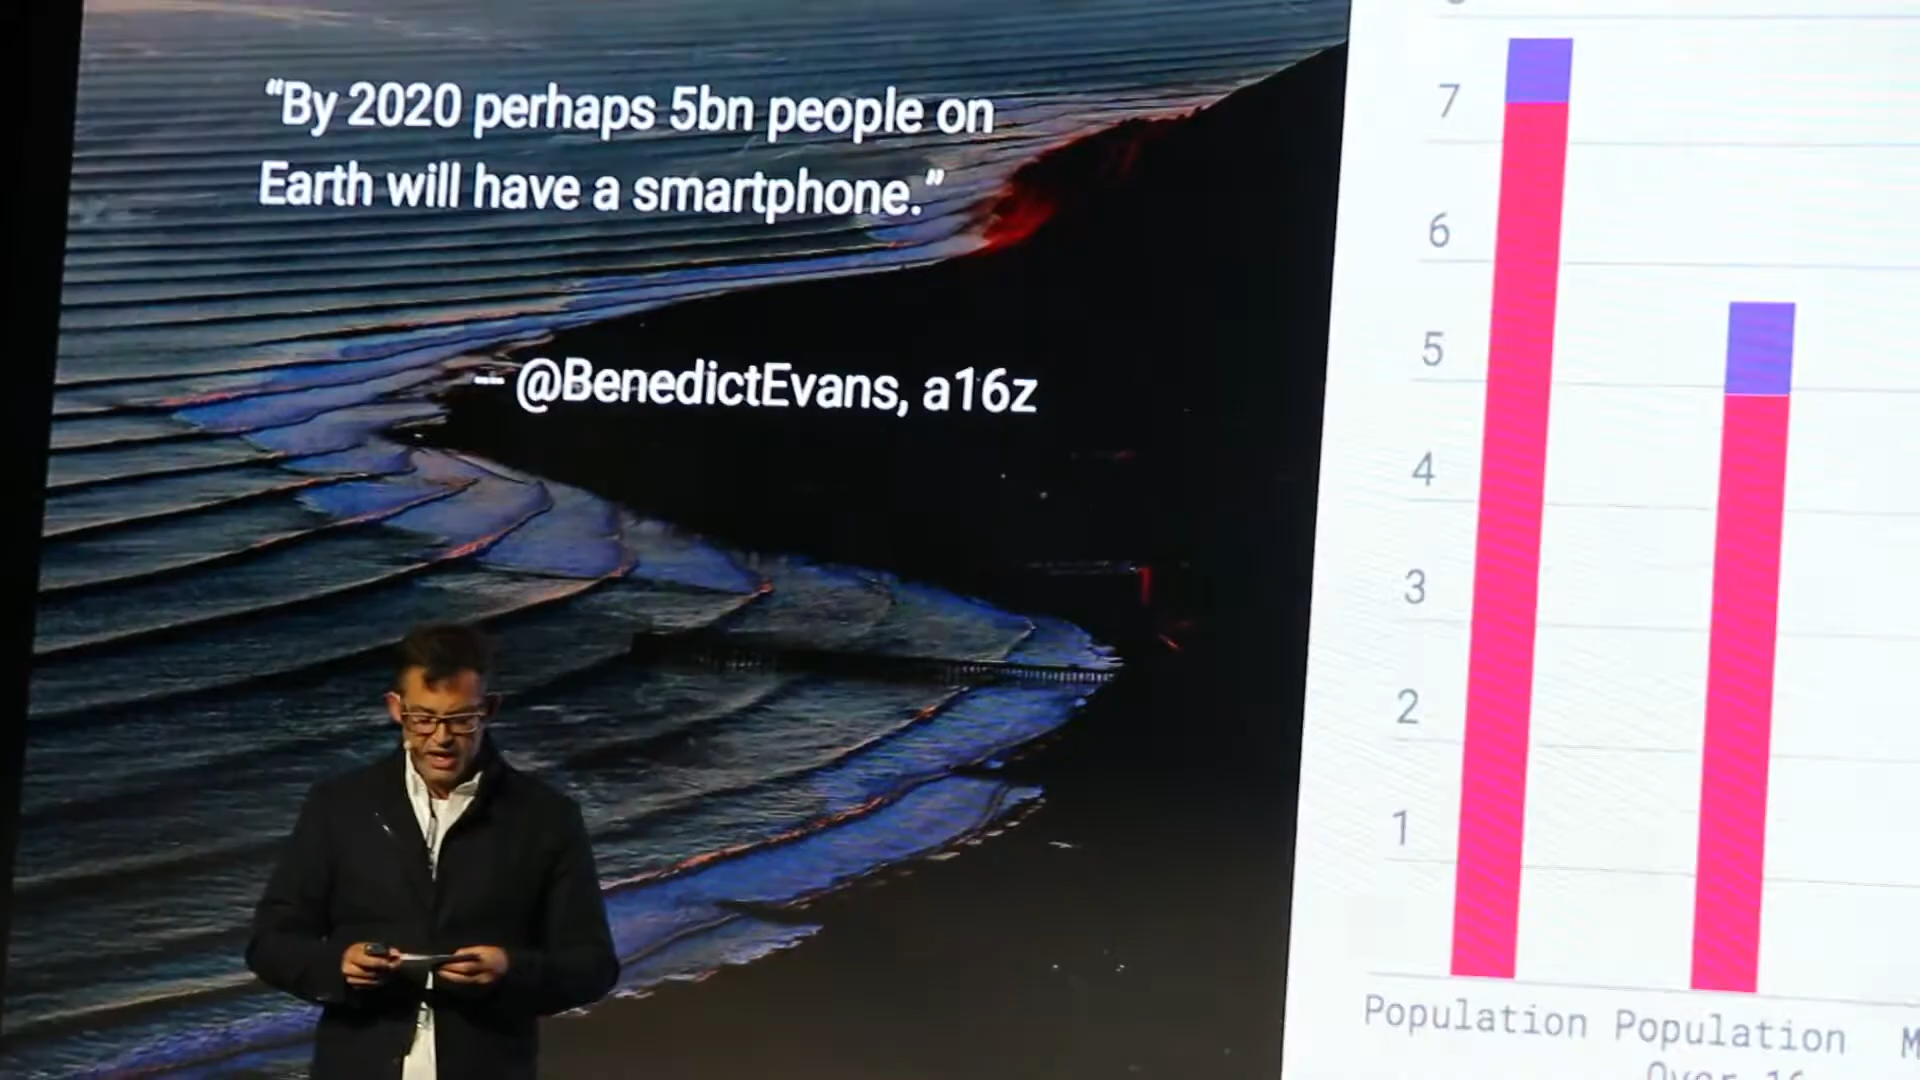 “By 2020 perhaps 5bn people on
Earth will have a smartphone.”
-- @BenedictEvans, a16z
7
6
5
4
3
2
1
Population
Population